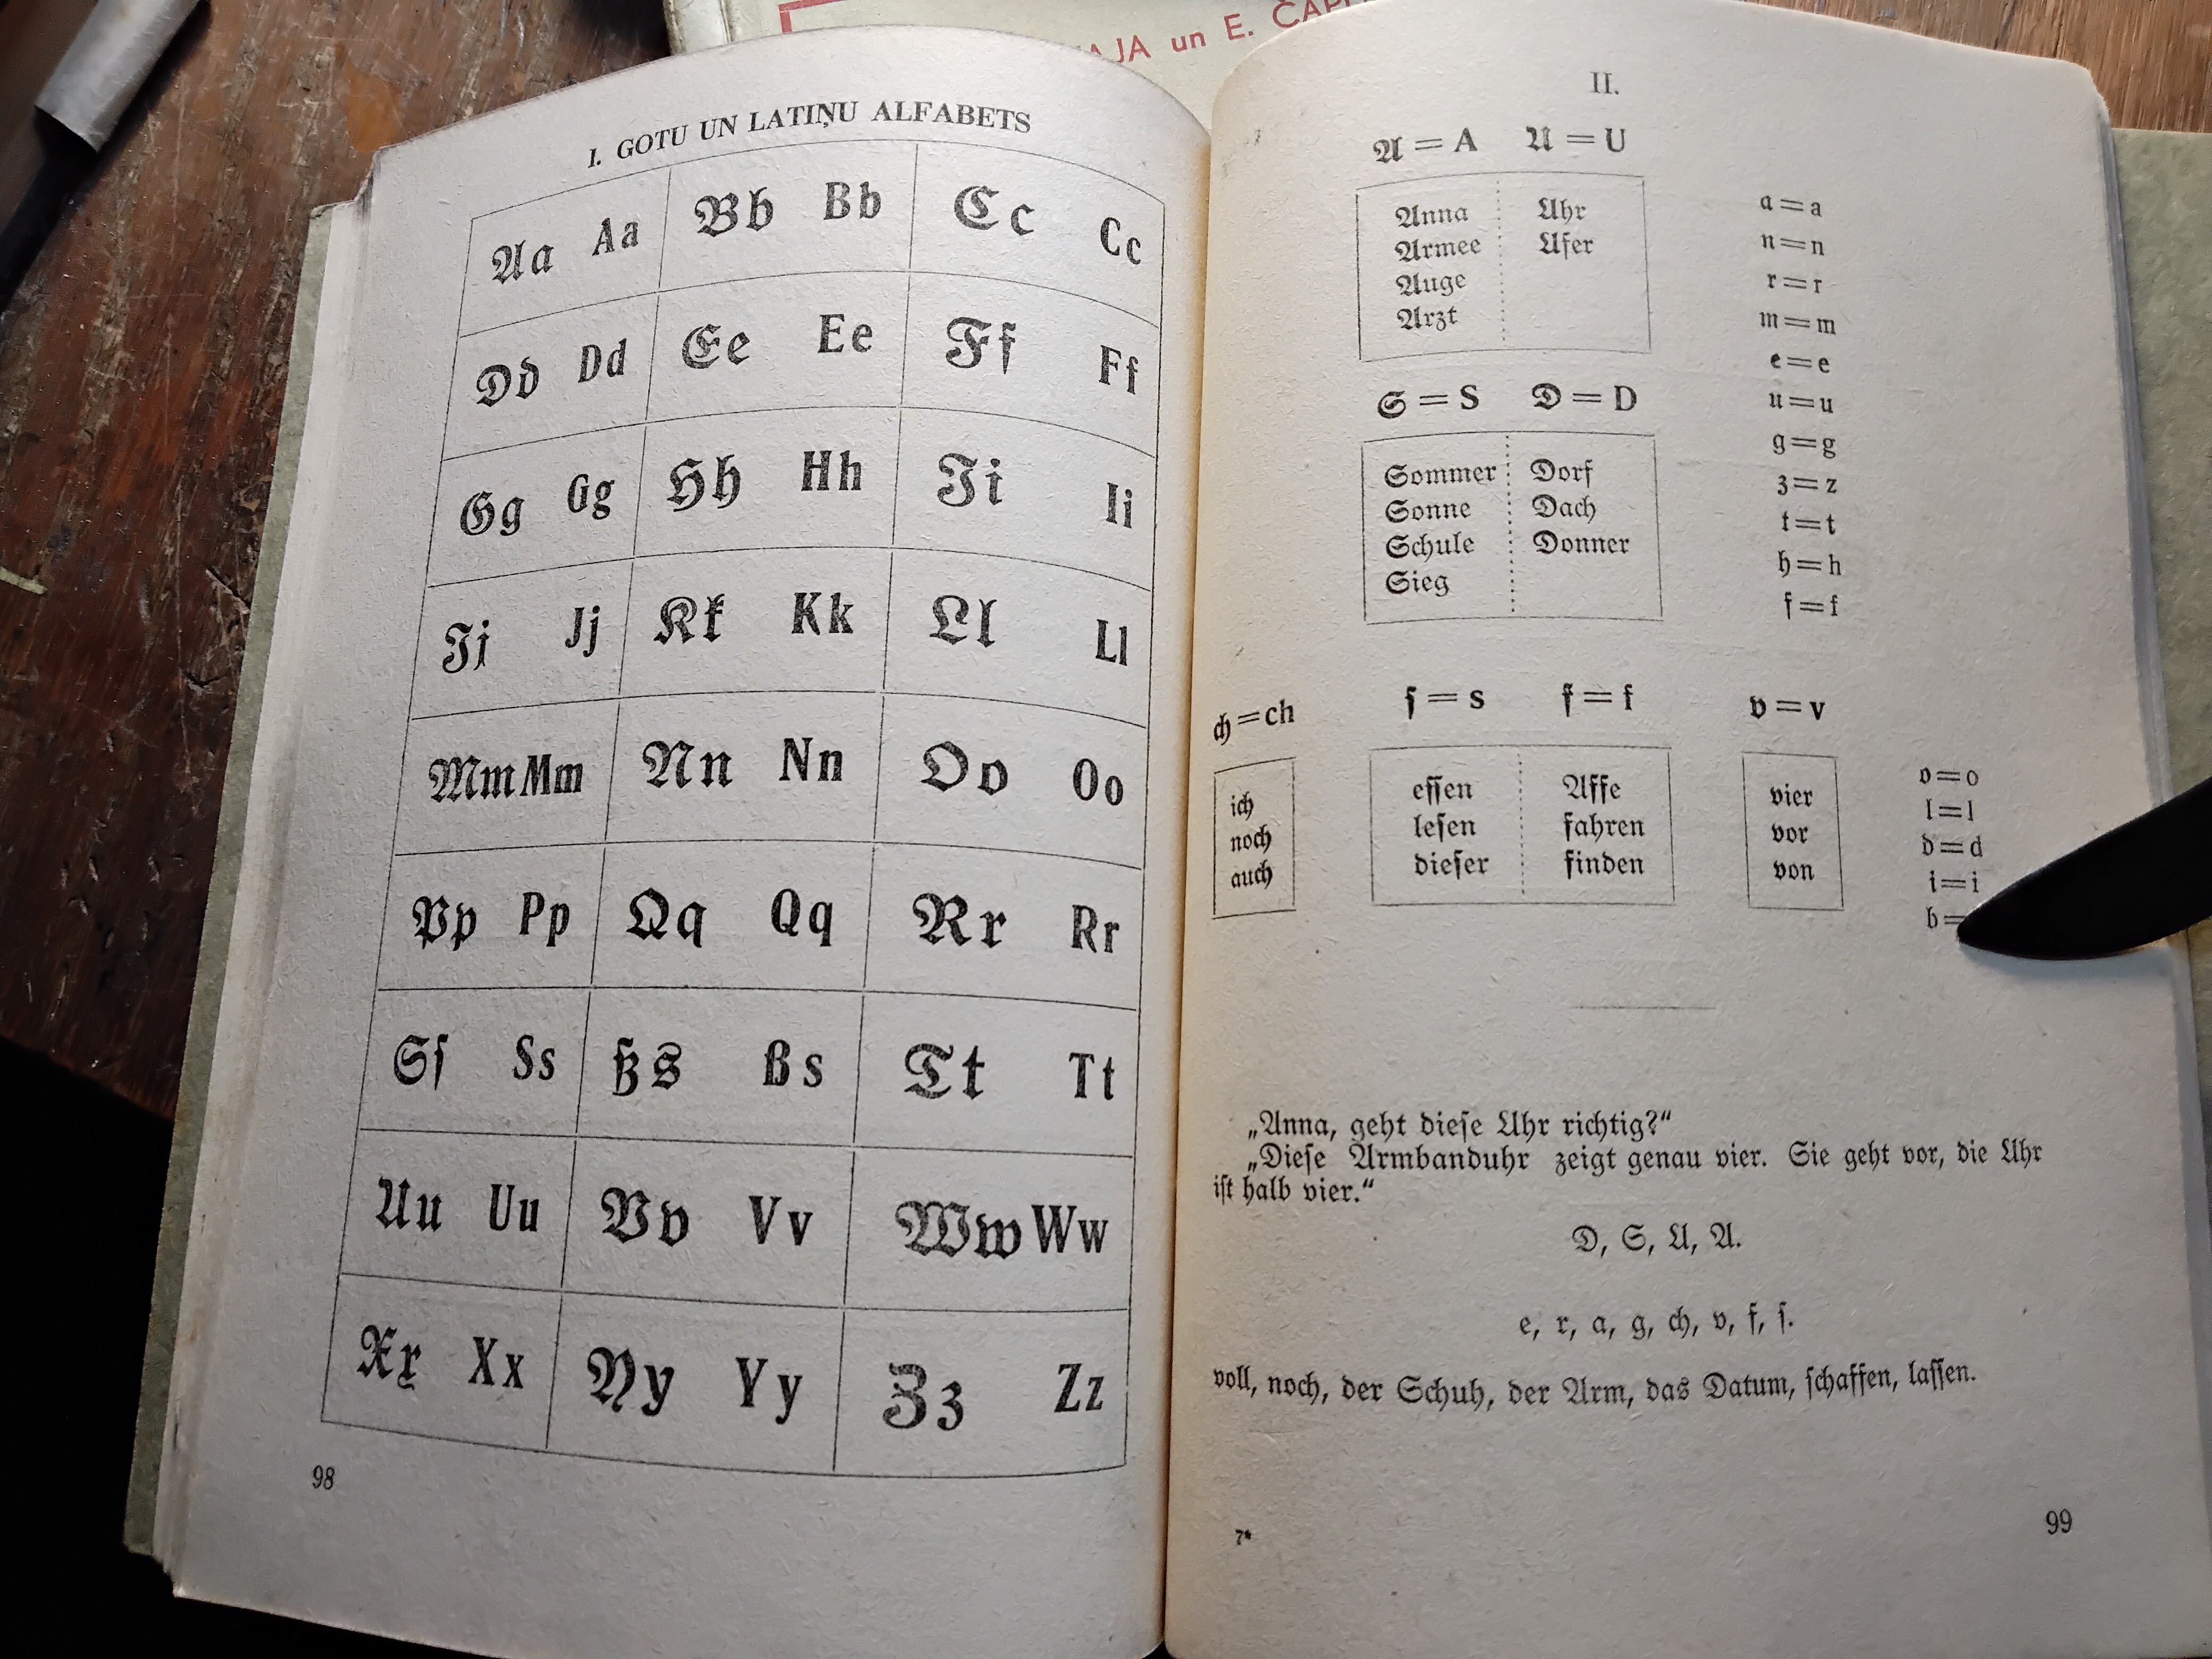 AJA un E.
I. GOTU UN LATIŅU ALFABETS
𝔄𝔞 Aa 𝔅𝔟 Bb ℭ𝔠 Cc
𝔇𝔡 Dd 𝔈𝔢 Ee 𝔉𝔣 Ff
𝔊𝔤 Gg ℌ𝔥 Hh ℑ𝔦 Ii
𝔍𝔧 Jj 𝔎𝔨 Kk 𝔏𝔩 Ll
𝔐𝔪 Mm 𝔑𝔫 Nn 𝔒𝔬 Oo
𝔓𝔭 Pp 𝔔𝔮 Qq ℜ𝔯 Rr
𝔖ſ Ss ß𝔰 ßs 𝔗𝔱 Tt
𝔘𝔲 Uu 𝔙𝔳 Vv 𝔚𝔴 Ww
𝔛𝔵 Xx 𝔜𝔶 Yy ℨ𝔷 Zz
98
II.
𝔄 = A 𝔘 = U
Anna Uhr
Armee Ufer
Auge
Arzt
𝔖 = S 𝔇 = D
Sommer Dorf
Sonne Dach
Schule Donner
Sieg
𝔞 = a
𝔫 = n
𝔯 = r
𝔪 = m
𝔢 = e
𝔲 = u
𝔤 = g
𝔷 = z
𝔱 = t
𝔥 = h
𝔣 = f
𝔠𝔥 = ch
ich
noch
auch
ſ = s 𝔣 = f
eſſen Affe
leſen fahren
dieſer finden
𝔳 = v
vier
vor
von
𝔬 = o
𝔩 = l
𝔡 = d
𝔦 = i
𝔟 =
„Anna, geht dieſe Uhr richtig?“
„Dieſe Armbanduhr zeigt genau vier. Sie geht vor, die Uhr
iſt halb vier.“
D, S, U, A.
e, r, a, g, ch, v, f, ſ.
voll, noch, der Schuh, der Arm, das Datum, ſchaffen, laſſen.
7*
99